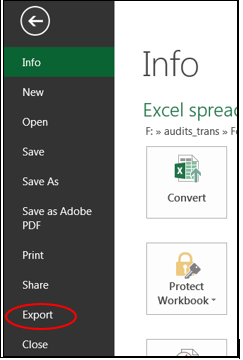 Info
New
Open
Save
Save As
Save as Adobe
PDF
Print
Share
Export
Close
Info
Excel spread
F: » audits_trans » Fo
Convert
Protect
Workbook